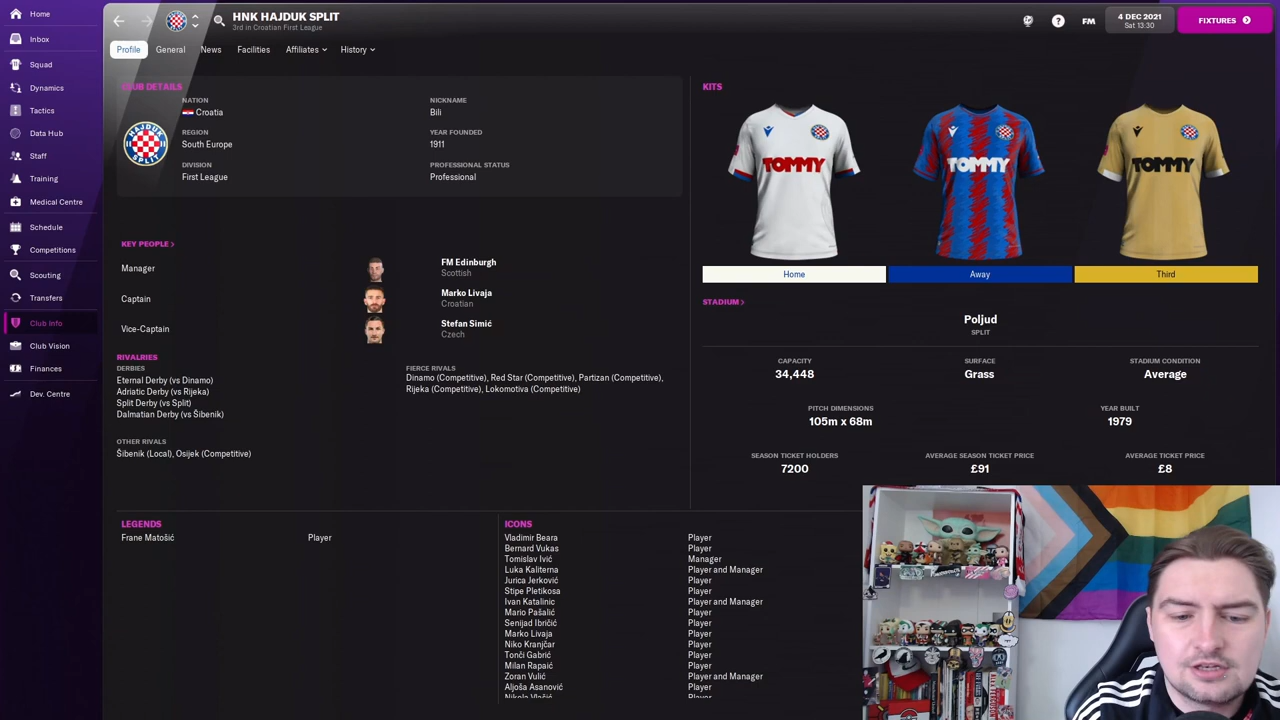 Home
Inbox
Squad
Dynamics
Tactics
Data Hub
Staff
Training
Medical Centre
Schedule
Competitions
Scouting
Transfers
Club Info
Club Vision
Finances
Dev. Centre
HNK HAJDUK SPLIT
3rd in Croatian First League
?
FM
4 DEC 2021
Sat 13:30
FIXTURES
Profile
General
News
Facilities
Affiliates
History
CLUB DETAILS
HAJDUK
SPLIT
NATION
Croatia
NICKNAME
Bili
REGION
South Europe
YEAR FOUNDED
1911
DIVISION
First League
PROFESSIONAL STATUS
Professional
KEY PEOPLE >
Manager
FM Edinburgh
Scottish
Captain
Marko Livaja
Croatian
Vice-Captain
Stefan Simić
Czech
RIVALRIES
DERBIES
Eternal Derby (vs Dinamo)
Adriatic Derby (vs Rijeka)
Split Derby (vs Split)
Dalmatian Derby (vs Šibenik)
FIERCE RIVALS
Dinamo (Competitive), Red Star (Competitive), Partizan (Competitive),
Rijeka (Competitive), Lokomotiva (Competitive)
OTHER RIVALS
Šibenik (Local), Osijek (Competitive)
KITS
TOMMY
TOMMY
TOMMY
Home
Away
Third
STADIUM >
Poljud
SPLIT
CAPACITY
34,448
SURFACE
Grass
STADIUM CONDITION
Average
PITCH DIMENSIONS
105m x 68m
YEAR BUILT
1979
SEASON TICKET HOLDERS
7200
AVERAGE SEASON TICKET PRICE
£91
AVERAGE TICKET PRICE
£8
LEGENDS
Frane Matošić Player
ICONS
Vladimir Beara Player
Bernard Vukas Player
Tomislav Ivić Manager
Luka Kaliterna Player and Manager
Jurica Jerković Player
Stipe Pletikosa Player
Ivan Katalinic Player and Manager
Mario Pašalić Player
Senijad Ibričić Player
Marko Livaja Player
Niko Kranjčar Player
Tonči Gabrić Player
Milan Rapaić Player
Zoran Vulić Player and Manager
Aljoša Asanović Player